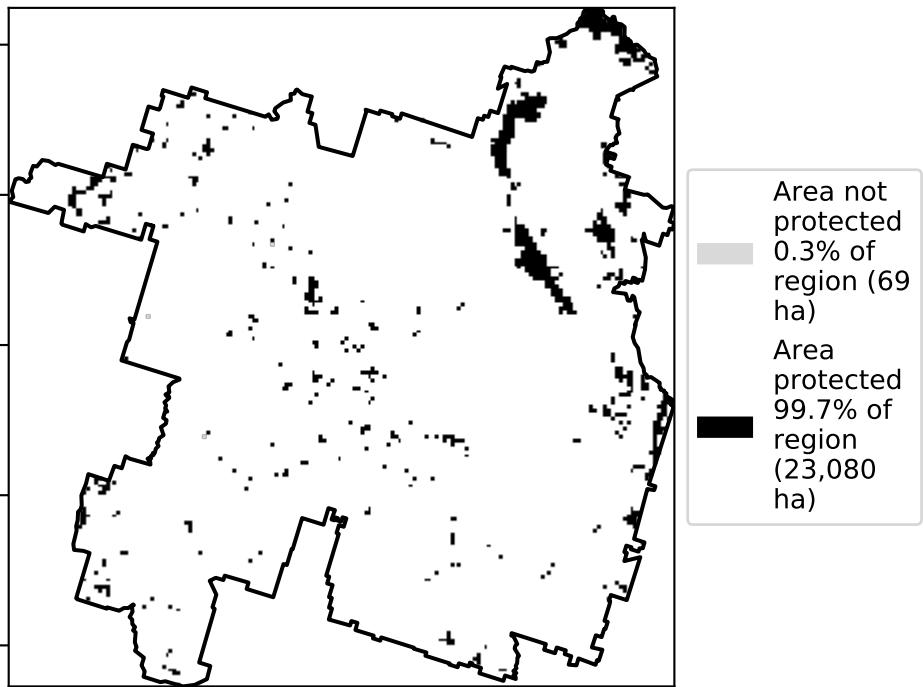 Area not
protected
0.3% of
region (69
ha)
Area
protected
99.7% of
region
(23,080
ha)